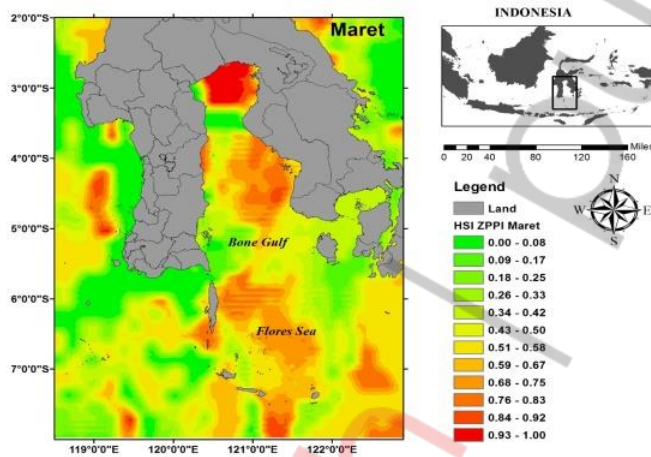 Maret
2°0'0"S
3°0'0"S
4°0'0"S
5°0'0"S
6°0'0"S
7°0'0"S
119°0'0"E
120°0'0"E
121°0'0"E
122°0'0"E
Bone Gulf
Flores Sea
INDONESIA
0 20 40 80 120 160
Miles
N
W E
S
Legend
Land
HSI ZPPI Maret
0.00 - 0.08
0.09 - 0.17
0.18 - 0.25
0.26 - 0.33
0.34 - 0.42
0.43 - 0.50
0.51 - 0.58
0.59 - 0.67
0.68 - 0.75
0.76 - 0.83
0.84 - 0.92
0.93 - 1.00